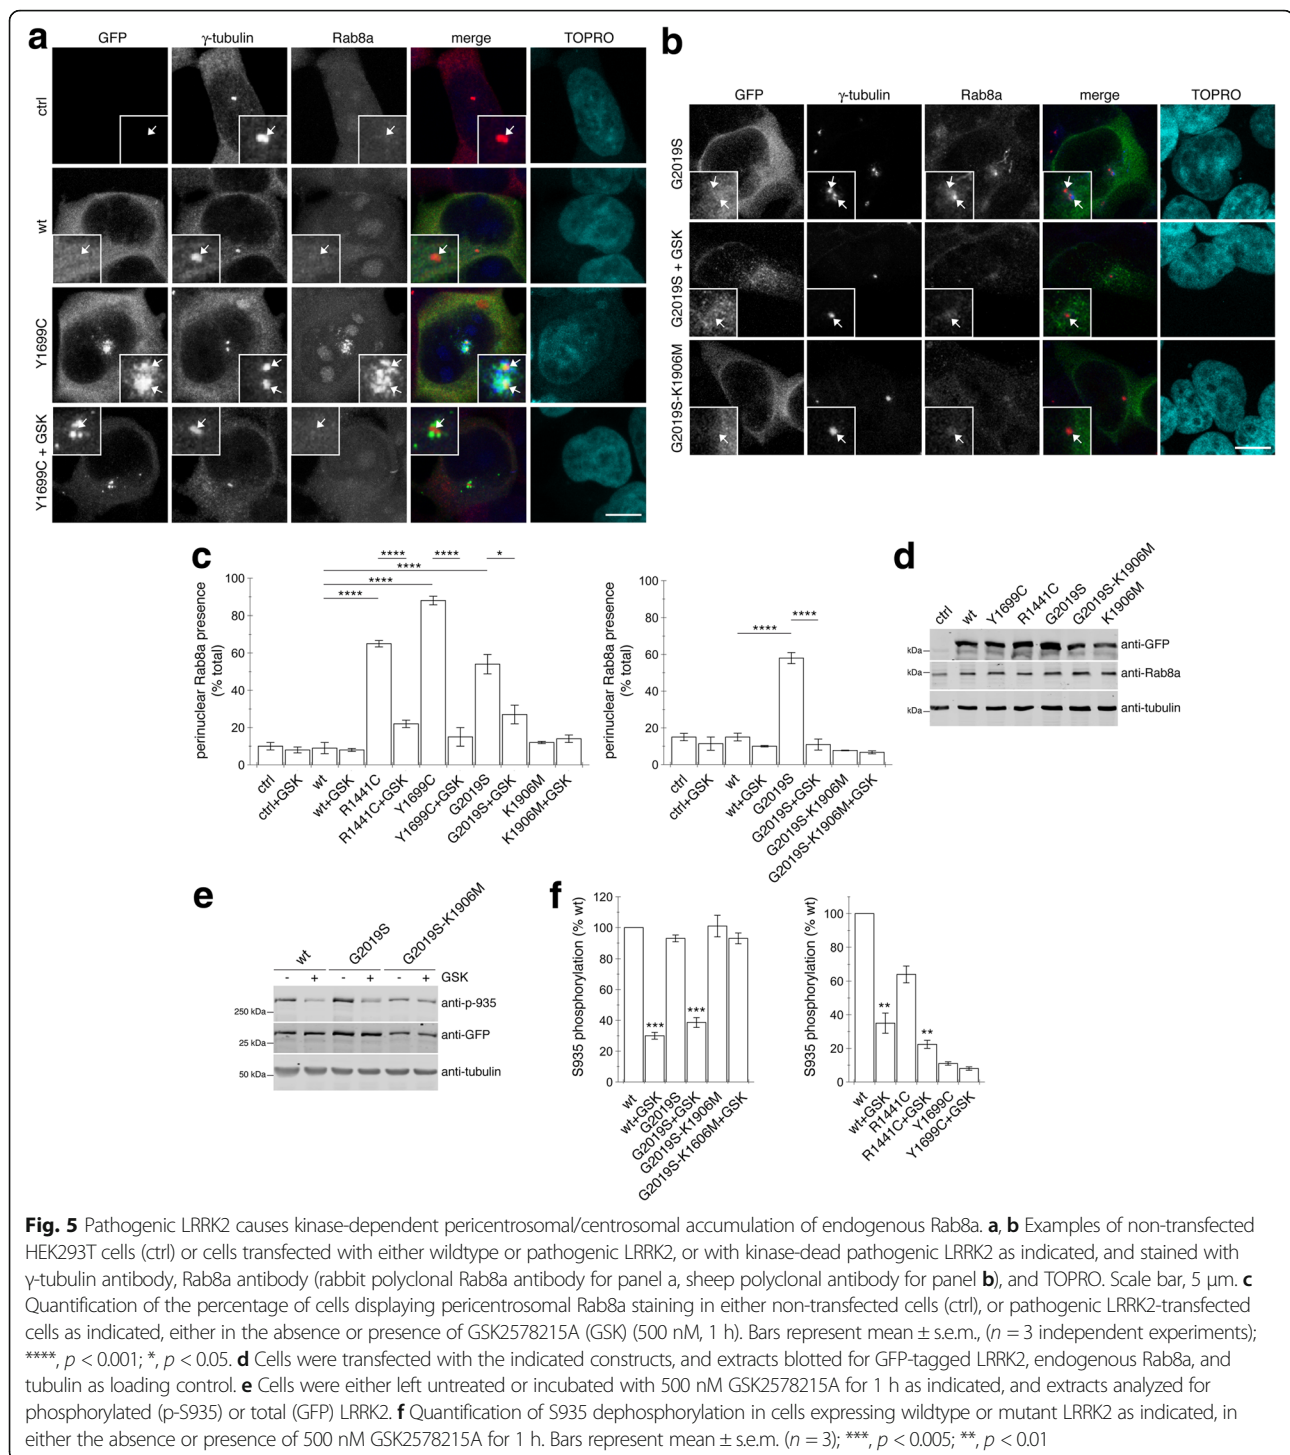 a
GFP
γ-tubulin
Rab8a
merge
TOPRO
ctrl
wt
Y1699C
Y1699C + GSK
b
GFP
γ-tubulin
Rab8a
merge
TOPRO
G2019S
G2019S + GSK
G2019S-K1906M
c
perinuclear Rab8a presence
(% total)
100
80
60
40
20
0
****
****
*
****
****
****
ctrl
ctrl+GSK
wt
wt+GSK
R1441C
R1441C+GSK
Y1699C
Y1699C+GSK
G2019S
G2019S+GSK
K1906M
K1906M+GSK
perinuclear Rab8a presence
(% total)
100
80
60
40
20
0
****
****
ctrl
ctrl+GSK
wt
wt+GSK
G2019S
G2019S+GSK
G2019S-K1906M
G2019S-K1906M+GSK
d
ctrl
wt
Y1699C
R1441C
G2019S
G2019S-K1906M
K1906M
kDa
anti-GFP
kDa
anti-Rab8a
kDa
anti-tubulin
e
wt
G2019S
G2019S-K1906M
- + - + - + GSK
anti-p-935
250 kDa
anti-GFP
25 kDa
50 kDa
anti-tubulin
f
S935 phosphorylation (% wt)
120
100
80
60
40
20
0
***
***
wt
wt+GSK
G2019S
G2019S+GSK
G2019S-K1906M
G2019S-K1606M+GSK
S935 phosphorylation (% wt)
100
80
60
40
20
0
**
**
wt
wt+GSK
R1441C
R1441C+GSK
Y1699C
Y1699C+GSK
Fig. 5 Pathogenic LRRK2 causes kinase-dependent pericentrosomal/centrosomal accumulation of endogenous Rab8a. a, b Examples of non-transfected
HEK293T cells (ctrl) or cells transfected with either wildtype or pathogenic LRRK2, or with kinase-dead pathogenic LRRK2 as indicated, and stained with
γ-tubulin antibody, Rab8a antibody (rabbit polyclonal Rab8a antibody for panel a, sheep polyclonal antibody for panel b), and TOPRO. Scale bar, 5 μm. c
Quantification of the percentage of cells displaying pericentrosomal Rab8a staining in either non-transfected cells (ctrl), or pathogenic LRRK2-transfected
cells as indicated, either in the absence or presence of GSK2578215A (GSK) (500 nM, 1 h). Bars represent mean ± s.e.m., (n = 3 independent experiments);
****, p < 0.001; *, p < 0.05. d Cells were transfected with the indicated constructs, and extracts blotted for GFP-tagged LRRK2, endogenous Rab8a, and
tubulin as loading control. e Cells were either left untreated or incubated with 500 nM GSK2578215A for 1 h as indicated, and extracts analyzed for
phosphorylated (p-S935) or total (GFP) LRRK2. f Quantification of S935 dephosphorylation in cells expressing wildtype or mutant LRRK2 as indicated, in
either the absence or presence of 500 nM GSK2578215A for 1 h. Bars represent mean ± s.e.m. (n = 3); ***, p < 0.005; **, p < 0.01